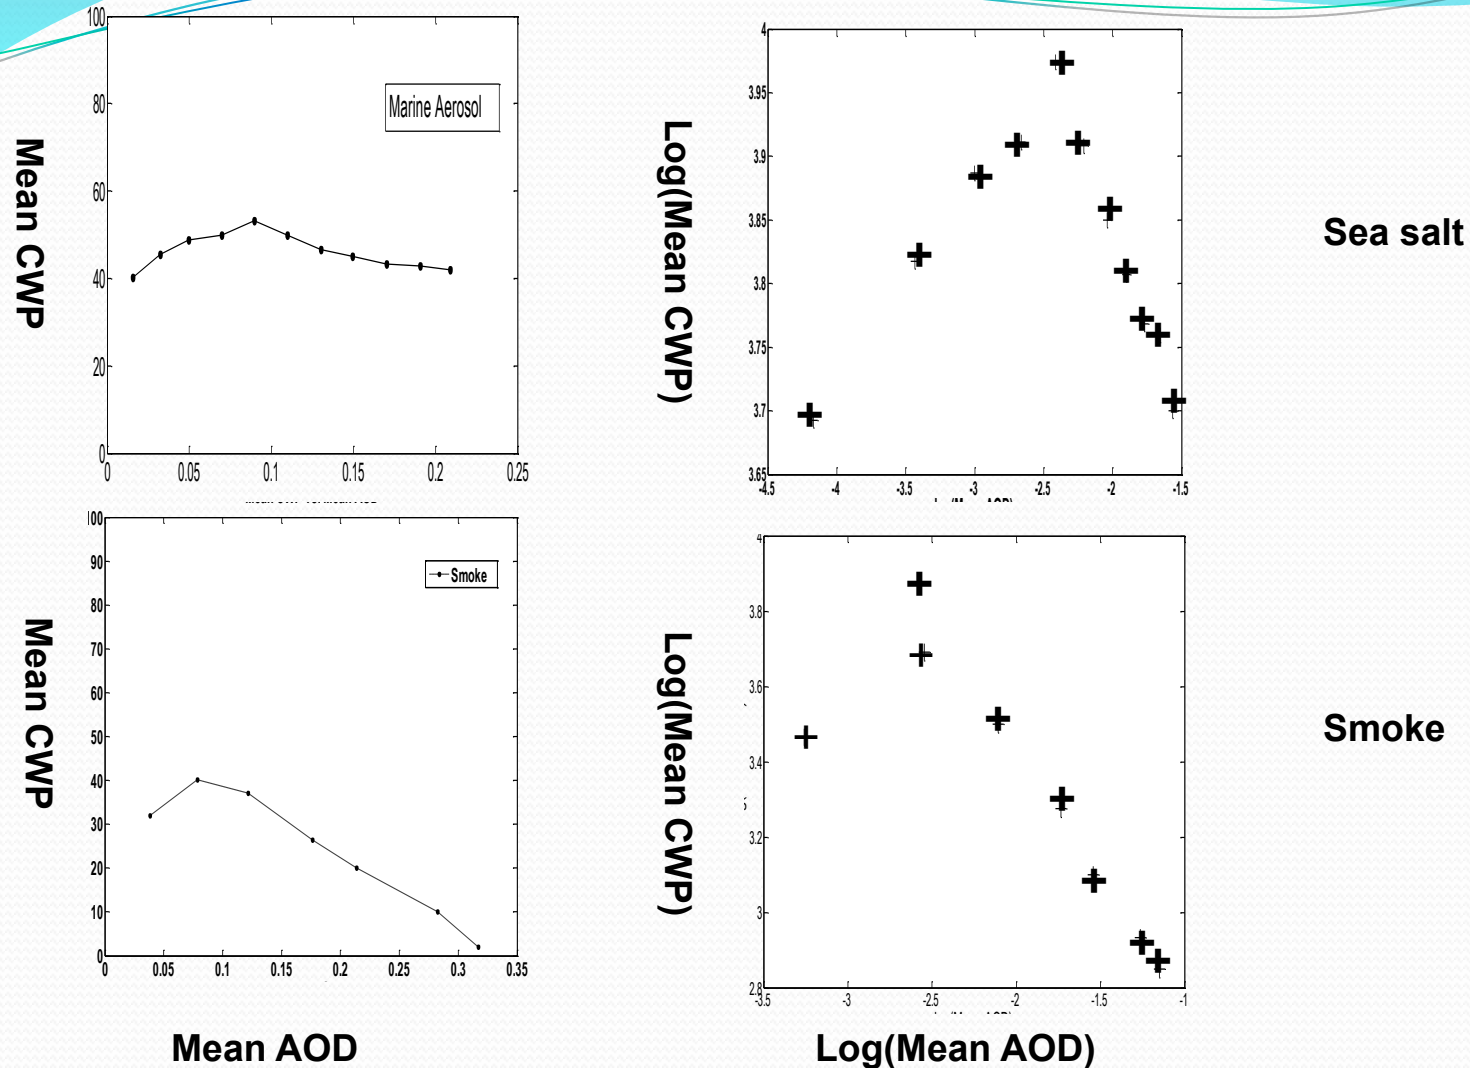 100
80
60
40
20
0
0 0.05 0.1 0.15 0.2 0.25
Marine Aerosol
Mean CWP
4
3.95
3.9
3.85
3.8
3.75
3.7
3.65
-4.5 -4 -3.5 -3 -2.5 -2 -1.5
Log(Mean CWP)
Sea salt
100
90
80
70
60
50
40
30
20
10
0
0 0.05 0.1 0.15 0.2 0.25 0.3 0.35
Smoke
Mean CWP
Mean AOD
4
3.8
3.6
3.4
3.2
3
2.8
-3.5 -3 -2.5 -2 -1.5 -1
Log(Mean CWP)
Smoke
Log(Mean AOD)